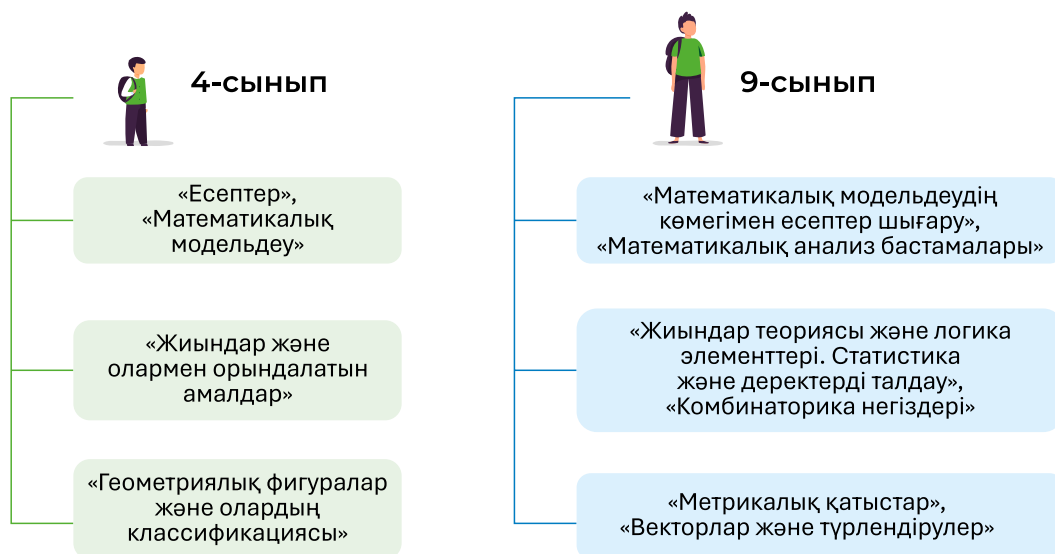 4-сынып
«Есептер»,
«Математикалық
модельдеу»
«Жиындар және
олармен орындалатын
амалдар»
«Геометриялық фигуралар
және олардың
классификациясы»
9-сынып
«Математикалық модельдеудің
көмегімен есептер шығару»,
«Математикалық анализ бастамалары»
«Жиындар теориясы және логика
элементтері. Статистика
және деректерді талдау»,
«Комбинаторика негіздері»
«Метрикалық қатыстар»,
«Векторлар және түрлендірулер»